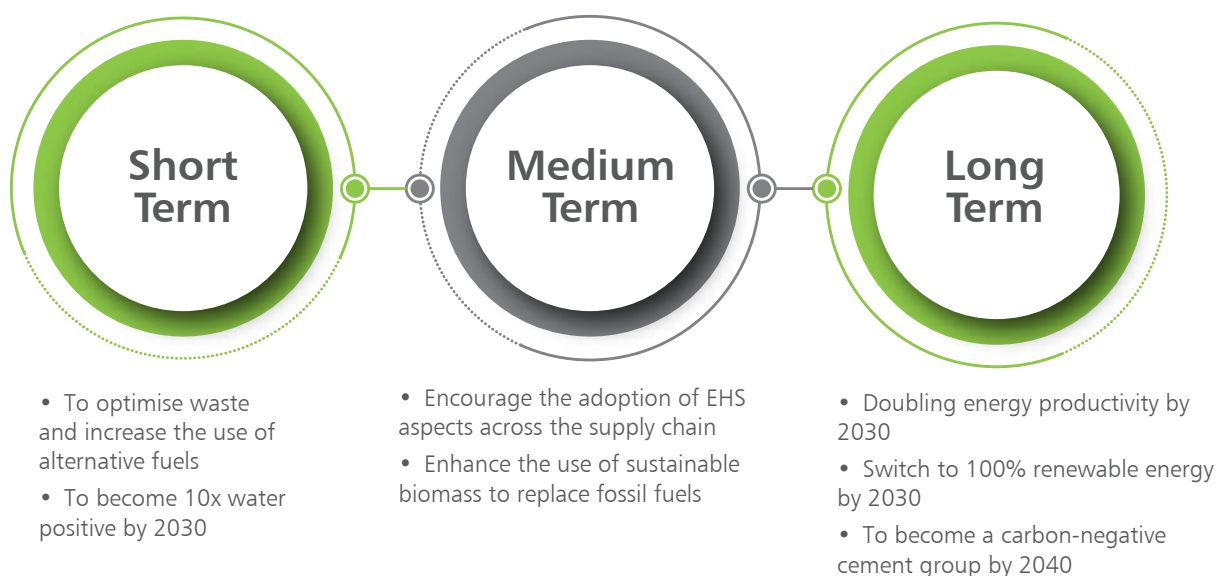 Short
Term
Medium
Term
Long
Term
• To optimise waste
and increase the use of
alternative fuels
• To become 10x water
positive by 2030
• Encourage the adoption of EHS
aspects across the supply chain
• Enhance the use of sustainable
biomass to replace fossil fuels
• Doubling energy productivity by
2030
• Switch to 100% renewable energy
by 2030
• To become a carbon-negative
cement group by 2040